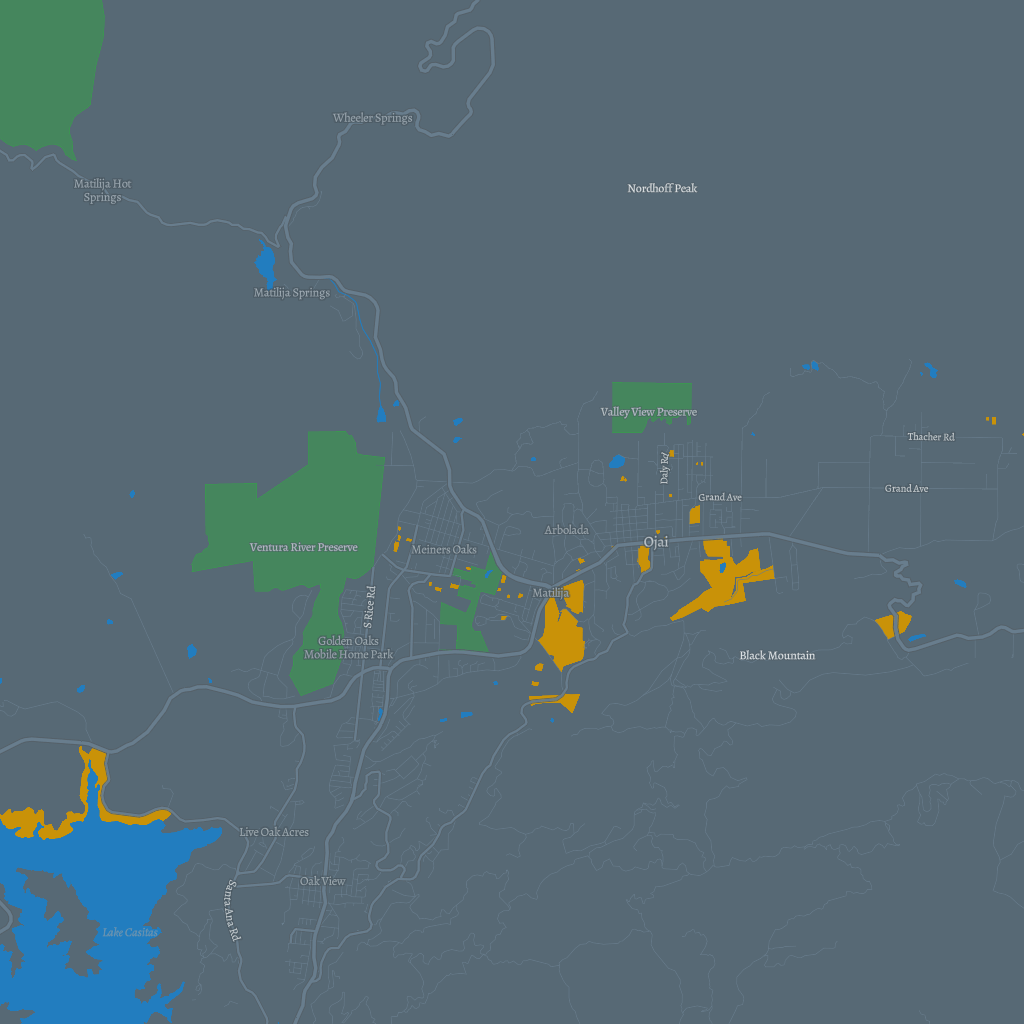 Wheeler Springs
Matilija Hot
Springs
Nordhoff Peak
Matilija Springs
Valley View Preserve
Thacher Rd
Daly Rd
Grand Ave
Grand Ave
Arbolada
Ojai
Ventura River Preserve
Meiners Oaks
Matilija
S Rice Rd
Golden Oaks
Mobile Home Park
Black Mountain
Live Oak Acres
Oak View
Santa Ana Rd
Lake Casitas